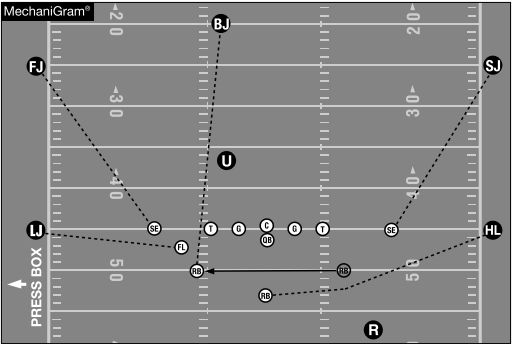 MechaniGram®
BJ
20
20
FJ
SJ
30
30
U
40
40
LJ
SE
T
G
C
G
T
SE
HL
FL
QB
RB
RB
RB
50
50
PRESS BOX
R